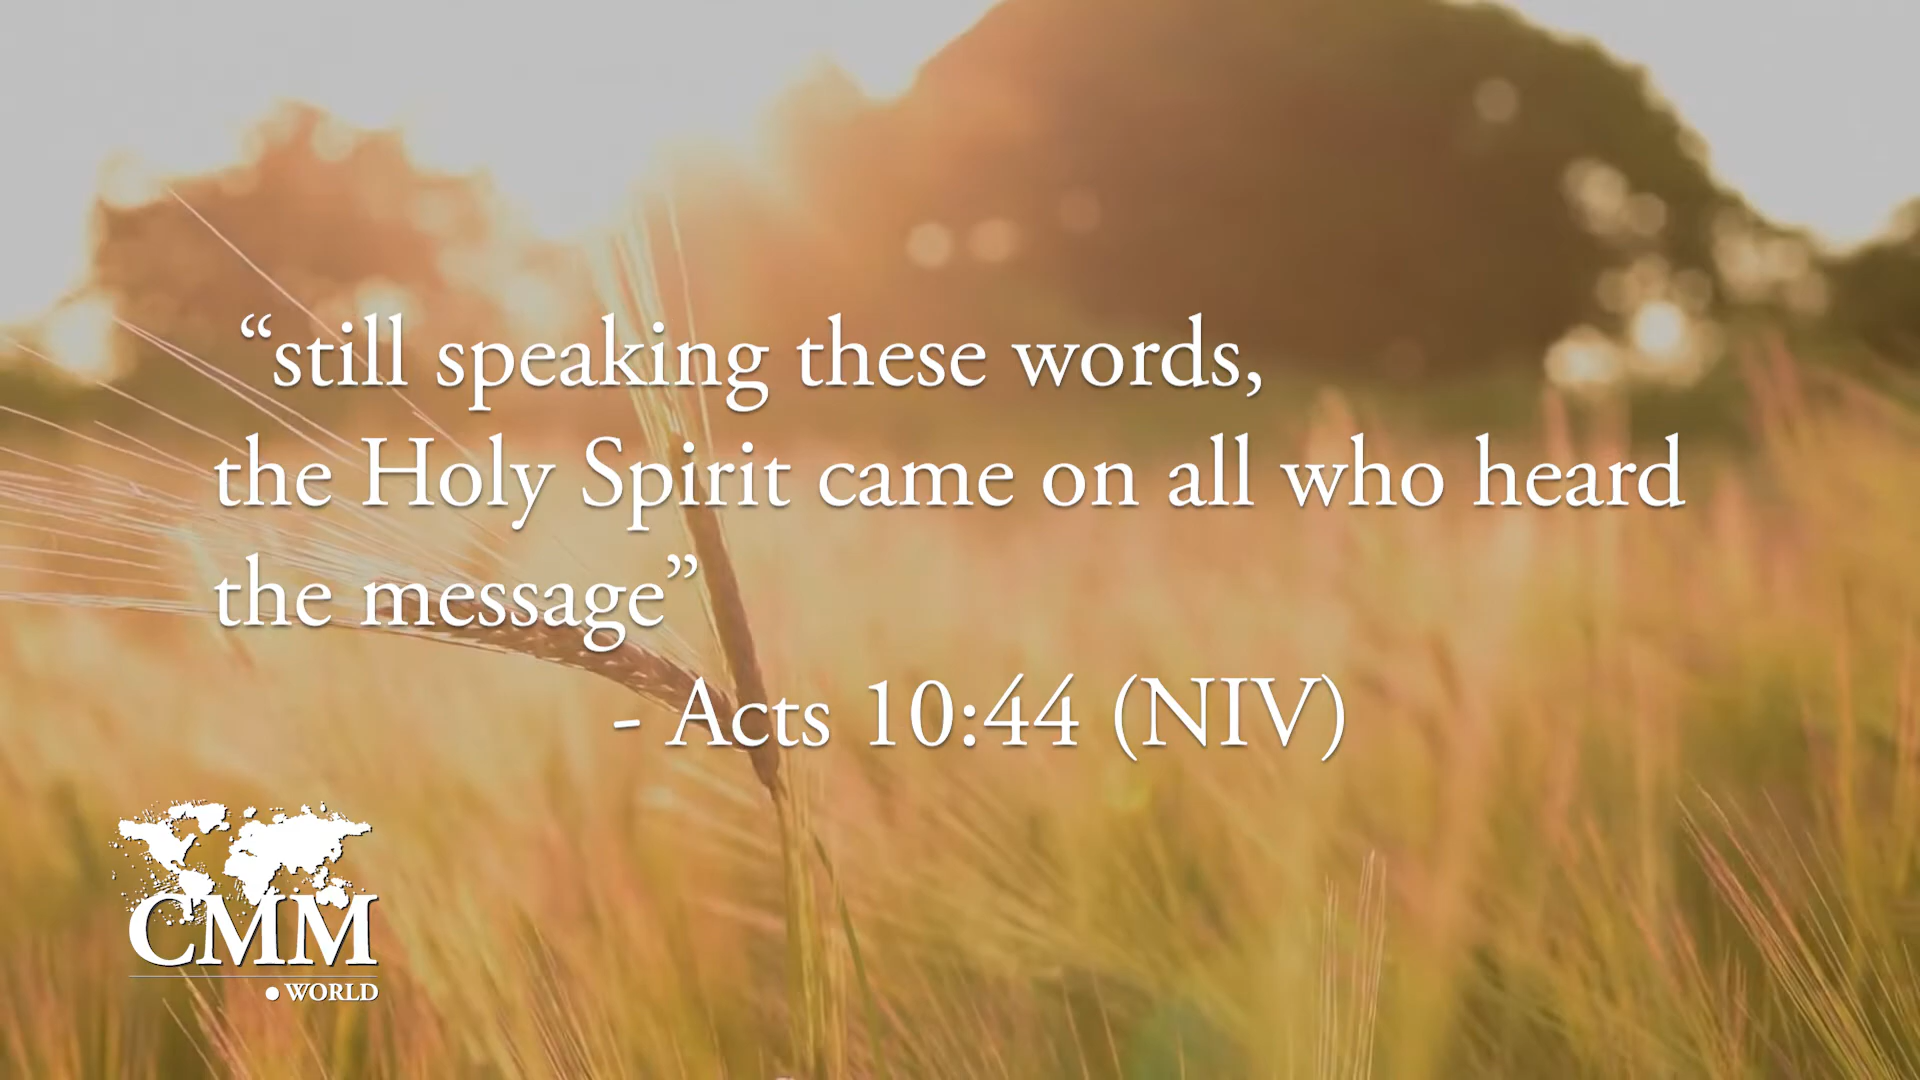 “still speaking these words,
the Holy Spirit came on all who heard
the message”
- Acts 10:44 (NIV)
CMM
•WORLD